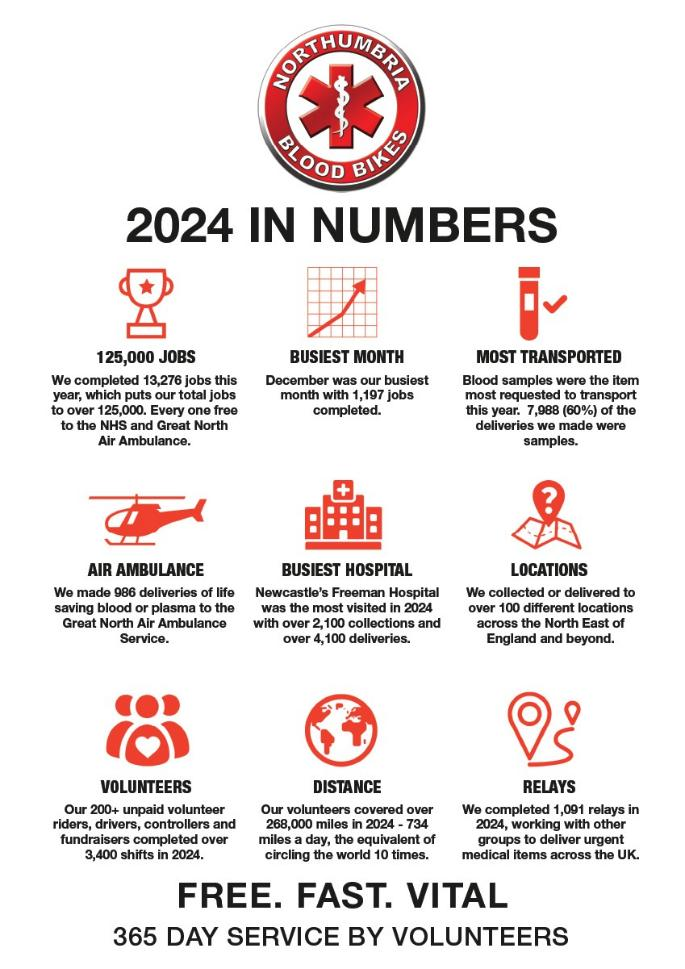 NORTHUMBRIA
BLOOD BIKES
2024 IN NUMBERS
125,000 JOBS
We completed 13,276 jobs this
year, which puts our total jobs
to over 125,000. Every one free
to the NHS and Great North
Air Ambulance.
BUSIEST MONTH
December was our busiest
month with 1,197 jobs
completed.
MOST TRANSPORTED
Blood samples were the item
most requested to transport
this year. 7,988 (60%) of the
deliveries we made were
samples.
AIR AMBULANCE
We made 986 deliveries of life
saving blood or plasma to the
Great North Air Ambulance
Service.
BUSIEST HOSPITAL
Newcastle's Freeman Hospital
was the most visited in 2024
with over 2,100 collections and
over 4,100 deliveries.
?
LOCATIONS
We collected or delivered to
over 100 different locations
across the North East of
England and beyond.
VOLUNTEERS
Our 200+ unpaid volunteer
riders, drivers, controllers and
fundraisers completed over
3,400 shifts in 2024.
DISTANCE
Our volunteers covered over
268,000 miles in 2024 - 734
miles a day, the equivalent of
circling the world 10 times.
RELAYS
We completed 1,091 relays in
2024, working with other
groups to deliver urgent
medical items across the UK.
FREE. FAST. VITAL
365 DAY SERVICE BY VOLUNTEERS